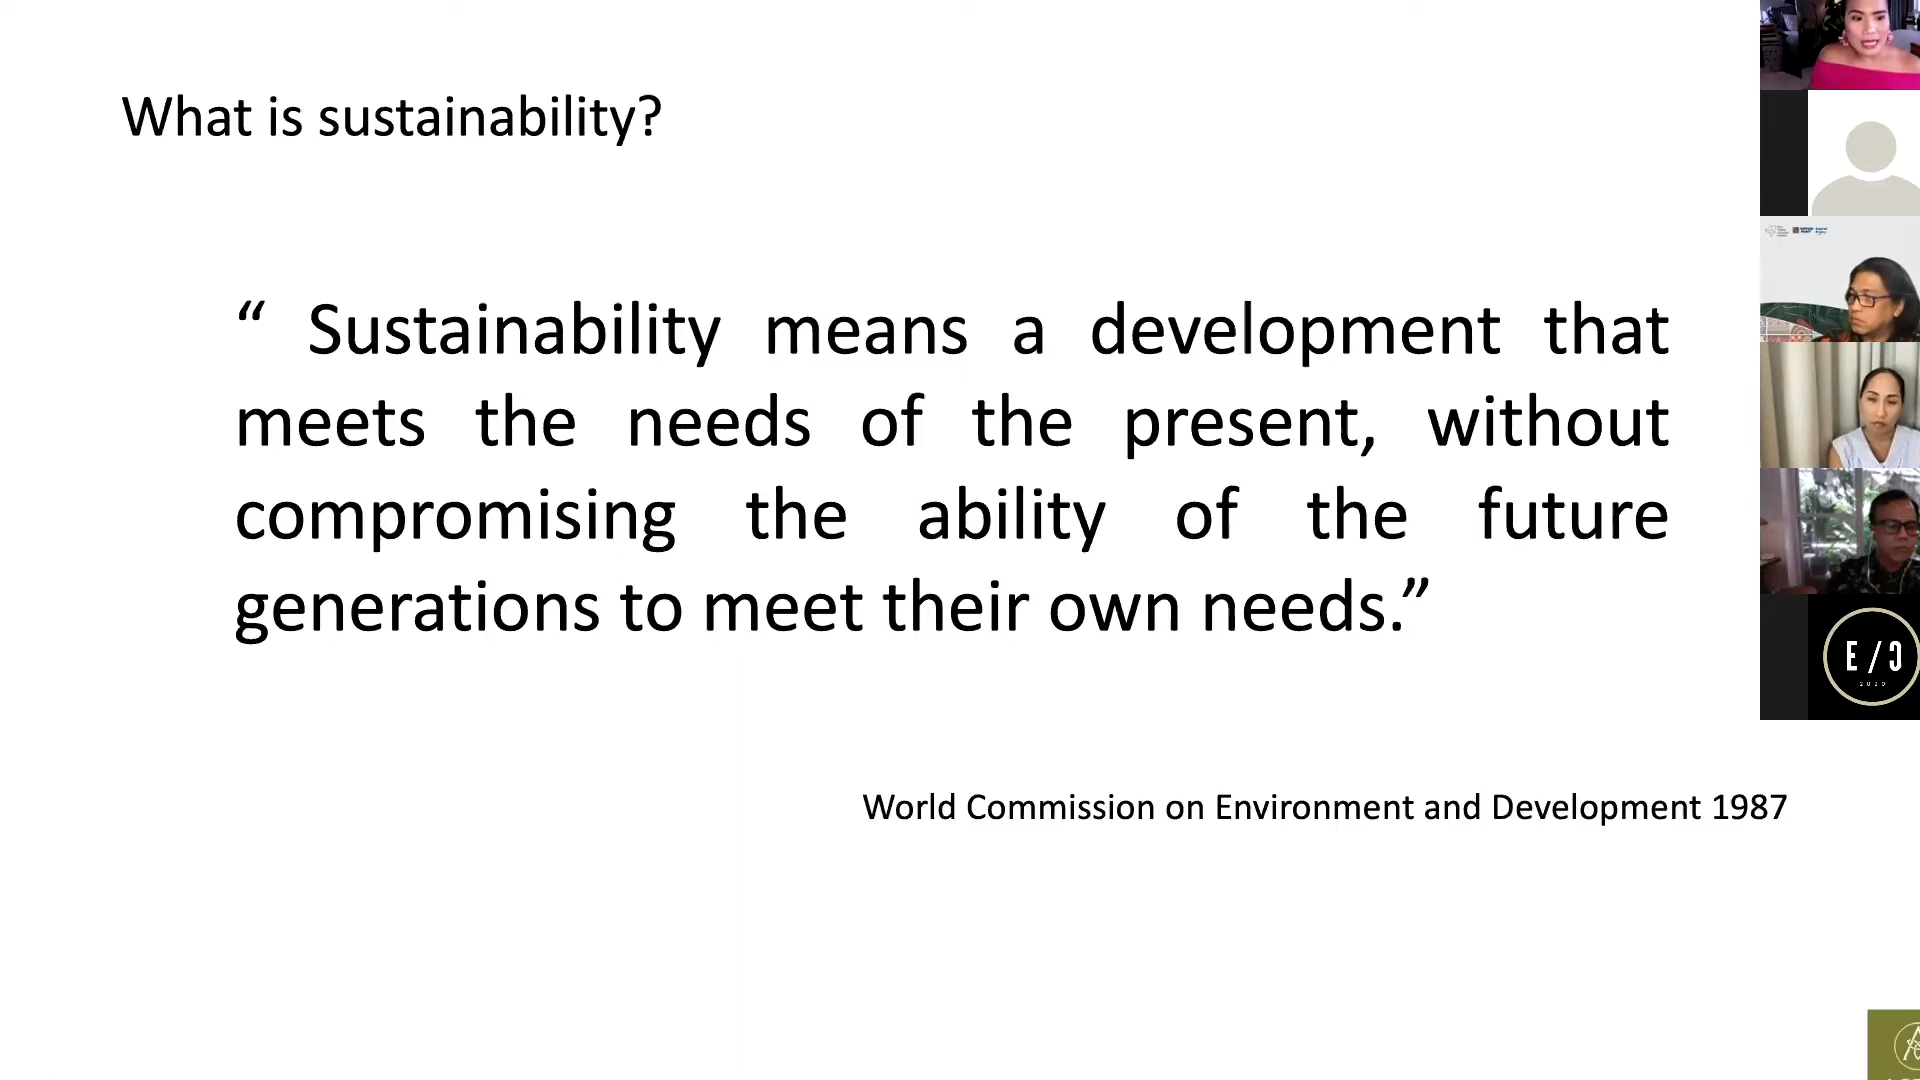 What is sustainability?
“ Sustainability means a development that
meets the needs of the present, without
compromising the ability of the future
generations to meet their own needs.”
E/C
2020
World Commission on Environment and Development 1987